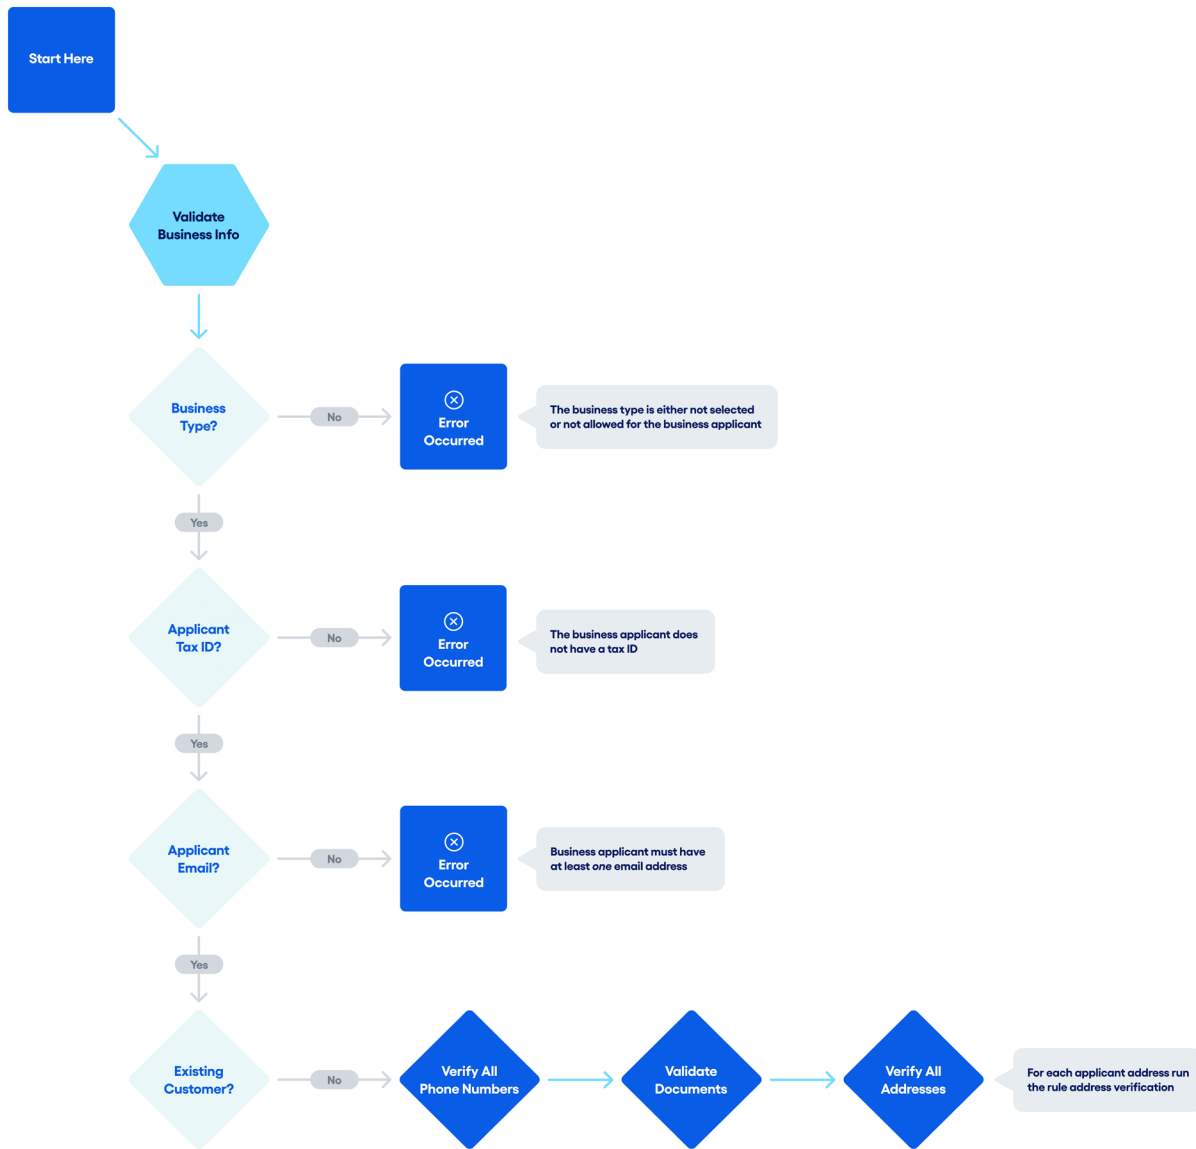 Start Here
Validate
Business Info
Business
Type?
No
Error
Occurred
The business type is either not selected
or not allowed for the business applicant
Yes
Applicant
Tax ID?
No
Error
Occurred
The business applicant does
not have a tax ID
Yes
Applicant
Email?
No
Error
Occurred
Business applicant must have
at least one email address
Yes
Existing
Customer?
No
Verify All
Phone Numbers
Validate
Documents
Verify All
Addresses
For each applicant address run
the rule address verification